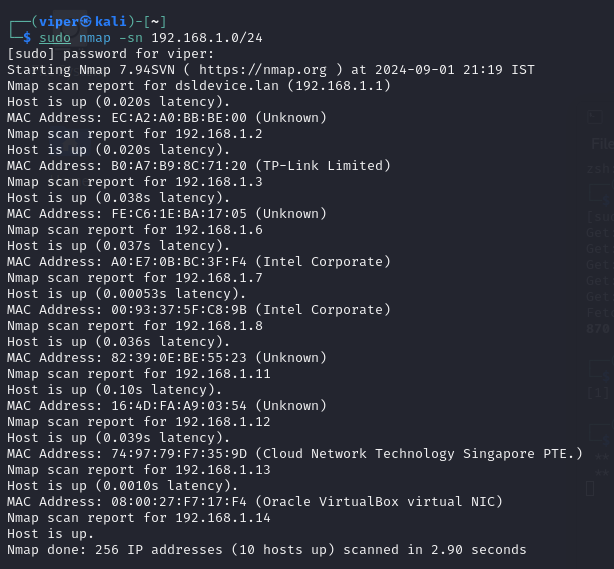 ┌──(viper㉿kali)-[~]
└─$ sudo nmap -sn 192.168.1.0/24
[sudo] password for viper:
Starting Nmap 7.94SVN ( https://nmap.org ) at 2024-09-01 21:19 IST
Nmap scan report for dsldevice.lan (192.168.1.1)
Host is up (0.020s latency).
MAC Address: EC:A2:A0:BB:BE:00 (Unknown)
Nmap scan report for 192.168.1.2
Host is up (0.020s latency).
MAC Address: B0:A7:B9:8C:71:20 (TP-Link Limited)
Nmap scan report for 192.168.1.3
Host is up (0.038s latency).
MAC Address: FE:C6:1E:BA:17:05 (Unknown)
Nmap scan report for 192.168.1.6
Host is up (0.037s latency).
MAC Address: A0:E7:0B:BC:3F:F4 (Intel Corporate)
Nmap scan report for 192.168.1.7
Host is up (0.00053s latency).
MAC Address: 00:93:37:5F:C8:9B (Intel Corporate)
Nmap scan report for 192.168.1.8
Host is up (0.036s latency).
MAC Address: 82:39:0E:BE:55:23 (Unknown)
Nmap scan report for 192.168.1.11
Host is up (0.10s latency).
MAC Address: 16:4D:FA:A9:03:54 (Unknown)
Nmap scan report for 192.168.1.12
Host is up (0.039s latency).
MAC Address: 74:97:79:F7:35:9D (Cloud Network Technology Singapore PTE.)
Nmap scan report for 192.168.1.13
Host is up (0.0010s latency).
MAC Address: 08:00:27:F7:17:F4 (Oracle VirtualBox virtual NIC)
Nmap scan report for 192.168.1.14
Host is up.
Nmap done: 256 IP addresses (10 hosts up) scanned in 2.90 seconds